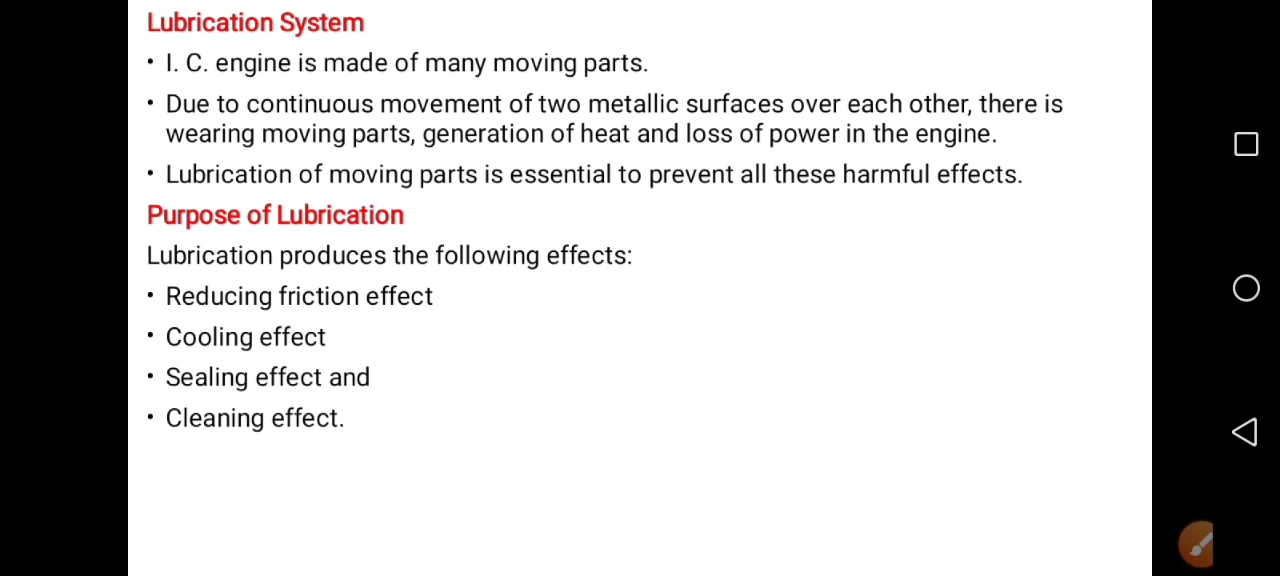 Lubrication System
• I. C. engine is made of many moving parts.
• Due to continuous movement of two metallic surfaces over each other, there is
wearing moving parts, generation of heat and loss of power in the engine.
• Lubrication of moving parts is essential to prevent all these harmful effects.
Purpose of Lubrication
Lubrication produces the following effects:
• Reducing friction effect
• Cooling effect
• Sealing effect and
• Cleaning effect.